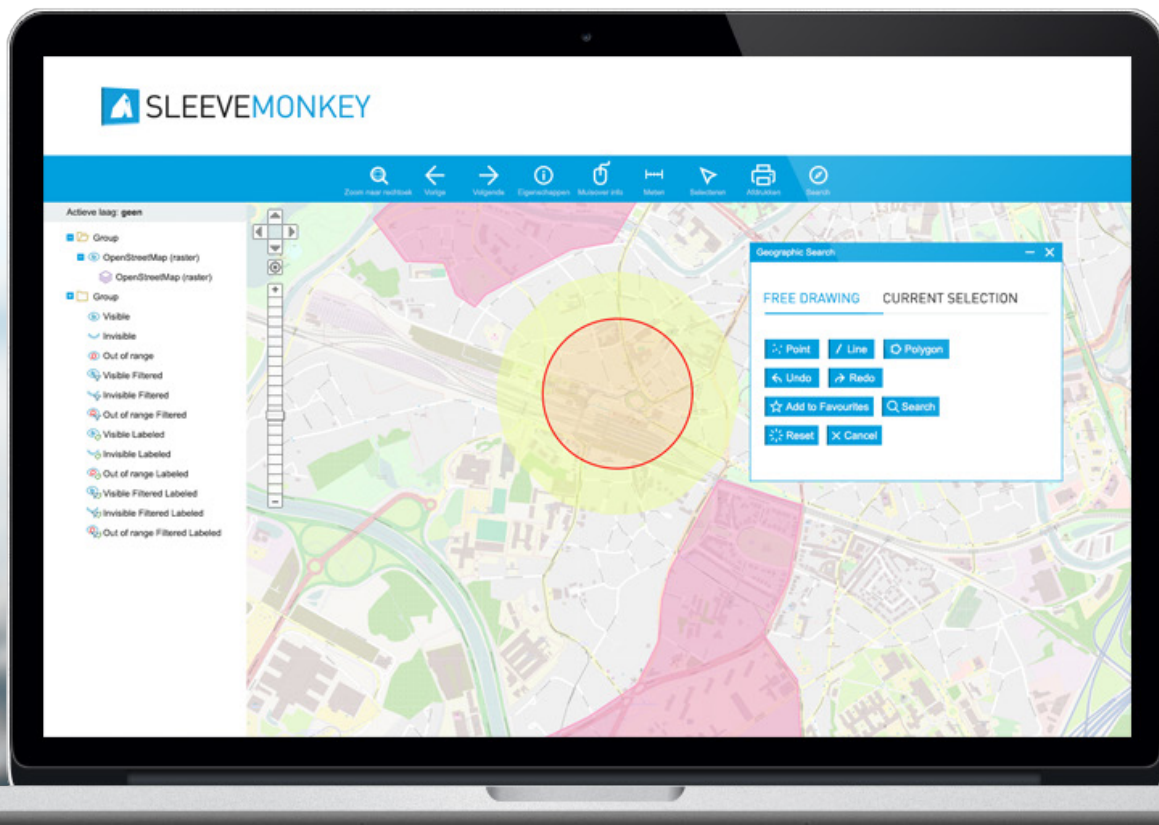 SLEEVEMONKEY
Zoom naar rechthoek
Vorige
Volgende
Eigenschappen
Muisover info
Meten
Selecteren
Afdrukken
Search
Actieve laag: geen
Group
OpenStreetMap (raster)
OpenStreetMap (raster)
Group
Visible
Invisible
Out of range
Visible Filtered
Invisible Filtered
Out of range Filtered
Visible Labeled
Invisible Labeled
Out of range Labeled
Visible Filtered Labeled
Invisible Filtered Labeled
Out of range Filtered Labeled
Geographic Search
FREE DRAWING CURRENT SELECTION
Point Line Polygon
Undo Redo
Add to Favourites Search
Reset Cancel